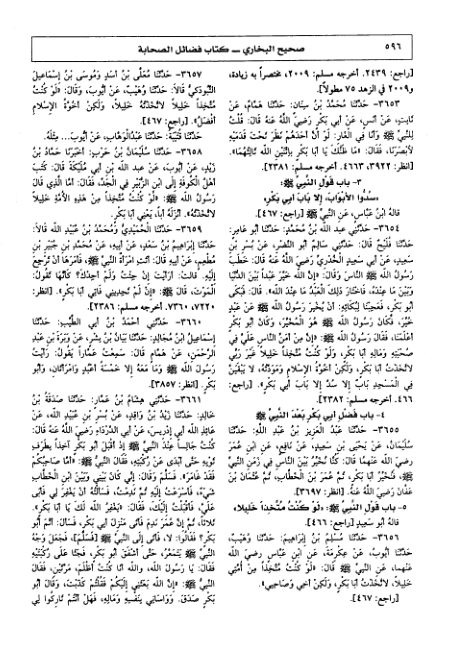 ٥٩٦
صحيح البخاري ــ كتاب فضائل الصحابة
[راجع: ٢٤٣٩. أخرجه مسلم: ٢٠٠٩، مختصراً به زيادة،
و٢٠٠٩ في الزهد ٧٥ مطولاً].
٣٦٥٣- حَدَّثَنَا مُحَمَّدُ بْنُ سِنَانٍ: حَدَّثَنَا هَمَّامٌ، عَنْ
ثَابِتٍ، عَنْ أَنَسٍ، عَنْ أَبِي بَكْرٍ رَضِيَ اللَّهُ عَنْهُ قَالَ: قُلْتُ
لِلنَّبِيِّ ﷺ وَأَنَا فِي الْغَارِ: لَوْ أَنَّ أَحَدَهُمْ نَظَرَ تَحْتَ قَدَمَيْهِ
لَأَبْصَرَنَا، فَقَالَ: «مَا ظَنُّكَ يَا أَبَا بَكْرٍ بِاثْنَيْنِ اللَّهُ ثَالِثُهُمَا».
[انظر: ٣٩٢٢، ٤٦٦٣. أخرجه مسلم: ٢٣٨١].
٣- باب قَوْلِ النَّبِيِّ ﷺ:
«سُدُّوا الأَبْوَابَ، إِلا بَابَ أَبِي بَكْرٍ»
قَالَهُ ابْنُ عَبَّاسٍ، عَنِ النَّبِيِّ ﷺ [راجع: ٤٦٧].
٣٦٥٤- حَدَّثَنِي عَبْدُ اللَّهِ بْنُ مُحَمَّدٍ: حَدَّثَنَا أَبُو عَامِرٍ:
حَدَّثَنَا فُلَيْحٌ قَالَ: حَدَّثَنِي سَالِمٌ أَبُو النَّضْرِ، عَنْ بُسْرِ بْنِ
سَعِيدٍ، عَنْ أَبِي سَعِيدٍ الْخُدْرِيِّ رَضِيَ اللَّهُ عَنْهُ قَالَ: خَطَبَ
رَسُولُ اللَّهِ ﷺ النَّاسَ وَقَالَ: «إِنَّ اللَّهَ خَيَّرَ عَبْداً بَيْنَ الدُّنْيَا
وَبَيْنَ مَا عِنْدَهُ، فَاخْتَارَ ذَلِكَ الْعَبْدُ مَا عِنْدَ اللَّهِ». قَالَ: فَبَكَى
أَبُو بَكْرٍ، فَعَجِبْنَا لِبُكَائِهِ: أَنْ يُخْبِرَ رَسُولُ اللَّهِ ﷺ عَنْ عَبْدٍ
خُيِّرَ، فَكَانَ رَسُولُ اللَّهِ ﷺ هُوَ الْمُخَيَّرَ، وَكَانَ أَبُو بَكْرٍ
أَعْلَمَنَا، فَقَالَ رَسُولُ اللَّهِ ﷺ: «إِنَّ مِنْ أَمَنِّ النَّاسِ عَلَيَّ فِي
صُحْبَتِهِ وَمَالِهِ أَبَا بَكْرٍ، وَلَوْ كُنْتُ مُتَّخِذاً خَلِيلاً غَيْرَ رَبِّي
لاتَّخَذْتُ أَبَا بَكْرٍ، وَلَكِنْ أُخُوَّةُ الإِسْلامِ وَمَوَدَّتُهُ، لا يَبْقَيَنَّ
فِي الْمَسْجِدِ بَابٌ إِلا سُدَّ إِلا بَابَ أَبِي بَكْرٍ». [راجع:
٤٦٦. أخرجه مسلم: ٢٣٨٢].
٤- باب فَضْلِ أَبِي بَكْرٍ بَعْدَ النَّبِيِّ ﷺ
٣٦٥٥- حَدَّثَنَا عَبْدُ الْعَزِيزِ بْنُ عَبْدِ اللَّهِ: حَدَّثَنَا
سُلَيْمَانُ، عَنْ يَحْيَى بْنِ سَعِيدٍ، عَنْ نَافِعٍ، عَنِ ابْنِ عُمَرَ
رَضِيَ اللَّهُ عَنْهُمَا قَالَ: كُنَّا نُخَيِّرُ بَيْنَ النَّاسِ فِي زَمَنِ النَّبِيِّ
ﷺ، فَنُخَيِّرُ أَبَا بَكْرٍ، ثُمَّ عُمَرَ بْنَ الْخَطَّابِ، ثُمَّ عُثْمَانَ بْنَ
عَفَّانَ رَضِيَ اللَّهُ عَنْهُ. [انظر: ٣٦٩٧].
٥- باب قَوْلِ النَّبِيِّ ﷺ: «لَوْ كُنْتُ مُتَّخِذاً خَلِيلاً»
قَالَهُ أَبُو سَعِيدٍ [راجع: ٤٦٦].
٣٦٥٦- حَدَّثَنَا مُسْلِمُ بْنُ إِبْرَاهِيمَ: حَدَّثَنَا وُهَيْبٌ،
حَدَّثَنَا أَيُّوبُ، عَنْ عِكْرِمَةَ، عَنِ ابْنِ عَبَّاسٍ رَضِيَ اللَّهُ
عَنْهُمَا، عَنِ النَّبِيِّ ﷺ قَالَ: «لَوْ كُنْتُ مُتَّخِذاً مِنْ أُمَّتِي
خَلِيلاً، لاتَّخَذْتُ أَبَا بَكْرٍ، وَلَكِنْ أَخِي وَصَاحِبِي».
[راجع: ٤٦٧].
٣٦٥٧- حَدَّثَنَا مُعَلَّى بْنُ أَسَدٍ وَمُوسَى بْنُ إِسْمَاعِيلَ
التَّبُوذَكِيُّ قَالا: حَدَّثَنَا وُهَيْبٌ، عَنْ أَيُّوبَ، وَقَالَ: «لَوْ كُنْتُ
مُتَّخِذاً خَلِيلاً لاتَّخَذْتُهُ خَلِيلاً، وَلَكِنْ أُخُوَّةُ الإِسْلامِ
أَفْضَلُ». [راجع: ٤٦٧].
حَدَّثَنَا قُتَيْبَةُ: حَدَّثَنَا عَبْدُالْوَهَّابِ، عَنْ أَيُّوبَ... مِثْلَهُ.
٣٦٥٨- حَدَّثَنَا سُلَيْمَانُ بْنُ حَرْبٍ: أَخْبَرَنَا حَمَّادُ بْنُ
زَيْدٍ، عَنْ أَيُّوبَ، عَنْ عَبْدِ اللَّهِ بْنِ أَبِي مُلَيْكَةَ قَالَ: كَتَبَ
أَهْلُ الْكُوفَةِ إِلَى ابْنِ الزُّبَيْرِ فِي الْجَدِّ، فَقَالَ: أَمَّا الَّذِي قَالَ
رَسُولُ اللَّهِ ﷺ: «لَوْ كُنْتُ مُتَّخِذاً مِنْ هَذِهِ الأُمَّةِ خَلِيلاً
لاتَّخَذْتُهُ». أَنْزَلَهُ أَباً، يَعْنِي أَبَا بَكْرٍ.
٣٦٥٩- حَدَّثَنَا الْحُمَيْدِيُّ وَمُحَمَّدُ بْنُ عُبَيْدِ اللَّهِ قَالا:
حَدَّثَنَا إِبْرَاهِيمُ بْنُ سَعْدٍ، عَنْ أَبِيهِ، عَنْ مُحَمَّدِ بْنِ جُبَيْرِ بْنِ
مُطْعِمٍ، عَنْ أَبِيهِ قَالَ: أَتَتِ امْرَأَةٌ النَّبِيَّ ﷺ، فَأَمَرَهَا أَنْ تَرْجِعَ
إِلَيْهِ، قَالَتْ: أَرَأَيْتَ إِنْ جِئْتُ وَلَمْ أَجِدْكَ؟ كَأَنَّهَا تَقُولُ:
الْمَوْتَ، قَالَ ﷺ: «إِنْ لَمْ تَجِدِينِي فَأْتِي أَبَا بَكْرٍ». [انظر:
٧٢٢٠، ٧٣٦٠. أخرجه مسلم: ٢٣٨٦].
٣٦٦٠- حَدَّثَنِي أَحْمَدُ بْنُ أَبِي الطَّيِّبِ: حَدَّثَنَا
إِسْمَاعِيلُ بْنُ مُجَالِدٍ: حَدَّثَنَا بَيَانُ بْنُ بِشْرٍ، عَنْ وَبَرَةَ بْنِ عَبْدِ
الرَّحْمَنِ، عَنْ هَمَّامٍ قَالَ: سَمِعْتُ عَمَّاراً يَقُولُ: رَأَيْتُ
رَسُولَ اللَّهِ ﷺ وَمَا مَعَهُ إِلا خَمْسَةُ أَعْبُدٍ وَامْرَأَتَانِ، وَأَبُو
بَكْرٍ. [انظر: ٣٨٥٧].
٣٦٦١- حَدَّثَنِي هِشَامُ بْنُ عَمَّارٍ: حَدَّثَنَا صَدَقَةُ بْنُ
خَالِدٍ: حَدَّثَنَا زَيْدُ بْنُ وَاقِدٍ، عَنْ بُسْرِ بْنِ عُبَيْدِ اللَّهِ، عَنْ
عَائِذِ اللَّهِ أَبِي إِدْرِيسَ، عَنْ أَبِي الدَّرْدَاءِ رَضِيَ اللَّهُ عَنْهُ قَالَ:
كُنْتُ جَالِساً عِنْدَ النَّبِيِّ ﷺ إِذْ أَقْبَلَ أَبُو بَكْرٍ آخِذاً بِطَرَفِ
ثَوْبِهِ حَتَّى أَبْدَى عَنْ رُكْبَتِهِ، فَقَالَ النَّبِيُّ ﷺ: «أَمَّا صَاحِبُكُمْ
فَقَدْ غَامَرَ». فَسَلَّمَ وَقَالَ: إِنِّي كَانَ بَيْنِي وَبَيْنَ ابْنِ الْخَطَّابِ
شَيْءٌ، فَأَسْرَعْتُ إِلَيْهِ ثُمَّ نَدِمْتُ، فَسَأَلْتُهُ أَنْ يَغْفِرَ لِي فَأَبَى
عَلَيَّ، فَأَقْبَلْتُ إِلَيْكَ، فَقَالَ: «يَغْفِرُ اللَّهُ لَكَ يَا أَبَا بَكْرٍ».
ثَلاثاً، ثُمَّ إِنَّ عُمَرَ نَدِمَ فَأَتَى مَنْزِلَ أَبِي بَكْرٍ، فَسَأَلَ: أَثَمَّ أَبُو
بَكْرٍ؟ فَقَالُوا: لا، فَأَتَى إِلَى النَّبِيِّ ﷺ [فَسَلَّمَ]، فَجَعَلَ وَجْهُ
النَّبِيِّ ﷺ يَتَمَعَّرُ، حَتَّى أَشْفَقَ أَبُو بَكْرٍ، فَجَثَا عَلَى رُكْبَتَيْهِ
فَقَالَ: يَا رَسُولَ اللَّهِ، وَاللَّهِ أَنَا كُنْتُ أَظْلَمَ، مَرَّتَيْنِ، فَقَالَ
النَّبِيُّ ﷺ: «إِنَّ اللَّهَ بَعَثَنِي إِلَيْكُمْ فَقُلْتُمْ كَذَبْتَ، وَقَالَ أَبُو
بَكْرٍ صَدَقَ. وَوَاسَانِي بِنَفْسِهِ وَمَالِهِ، فَهَلْ أَنْتُمْ تَارِكُوا لِي